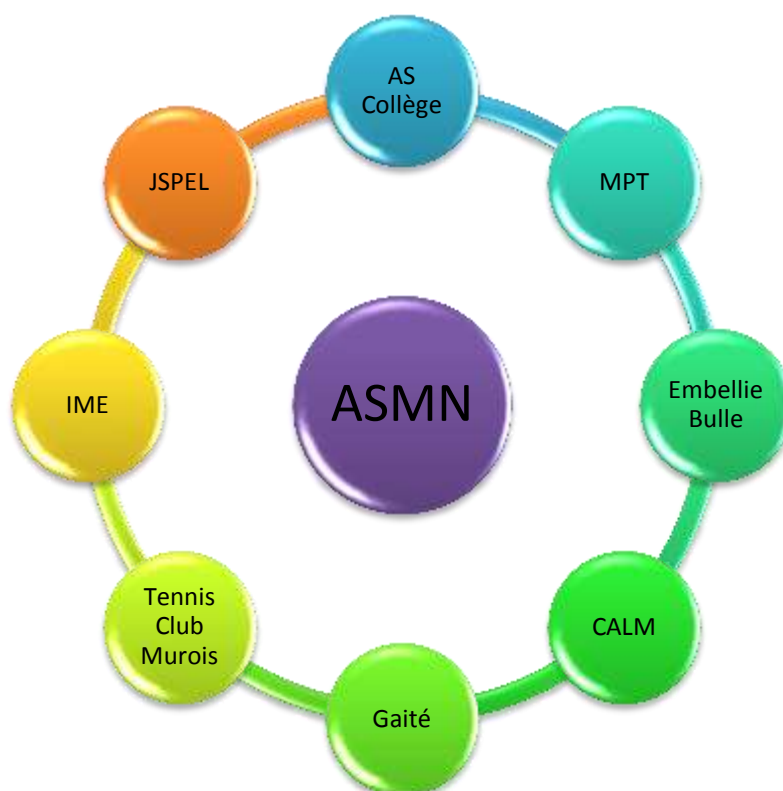 AS
Collège
JSPEL
MPT
IME
ASMN
Embellie
Bulle
Tennis
Club
Murois
CALM
Gaité